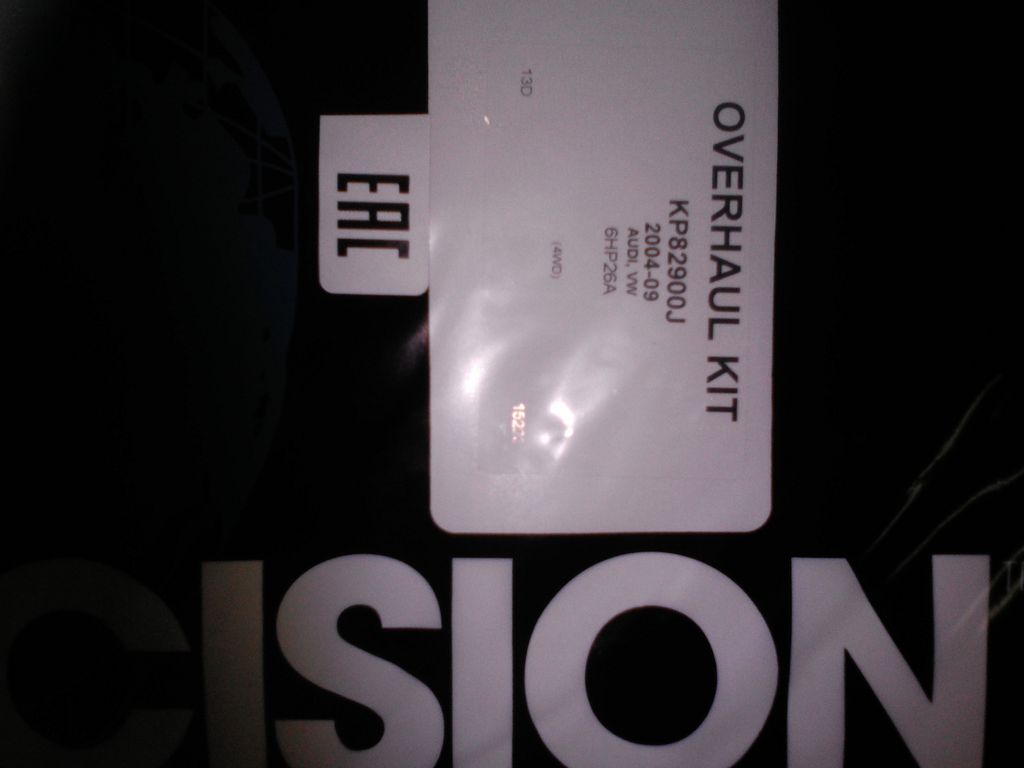 OVERHAUL KIT
KP82900J
2004-09
AUDI, VW
6HP26A
(4WD)
13D
EAC
CISION